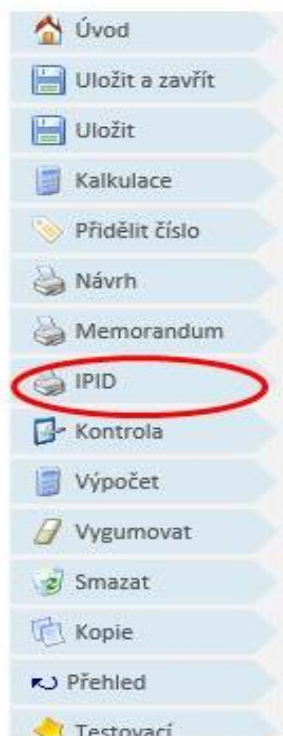 Úvod
Uložit a zavřít
Uložit
Kalkulace
Přidělit číslo
Návrh
Memorandum
IPID
Kontrola
Výpočet
Vygumovat
Smazat
Kopie
Přehled
Testovací